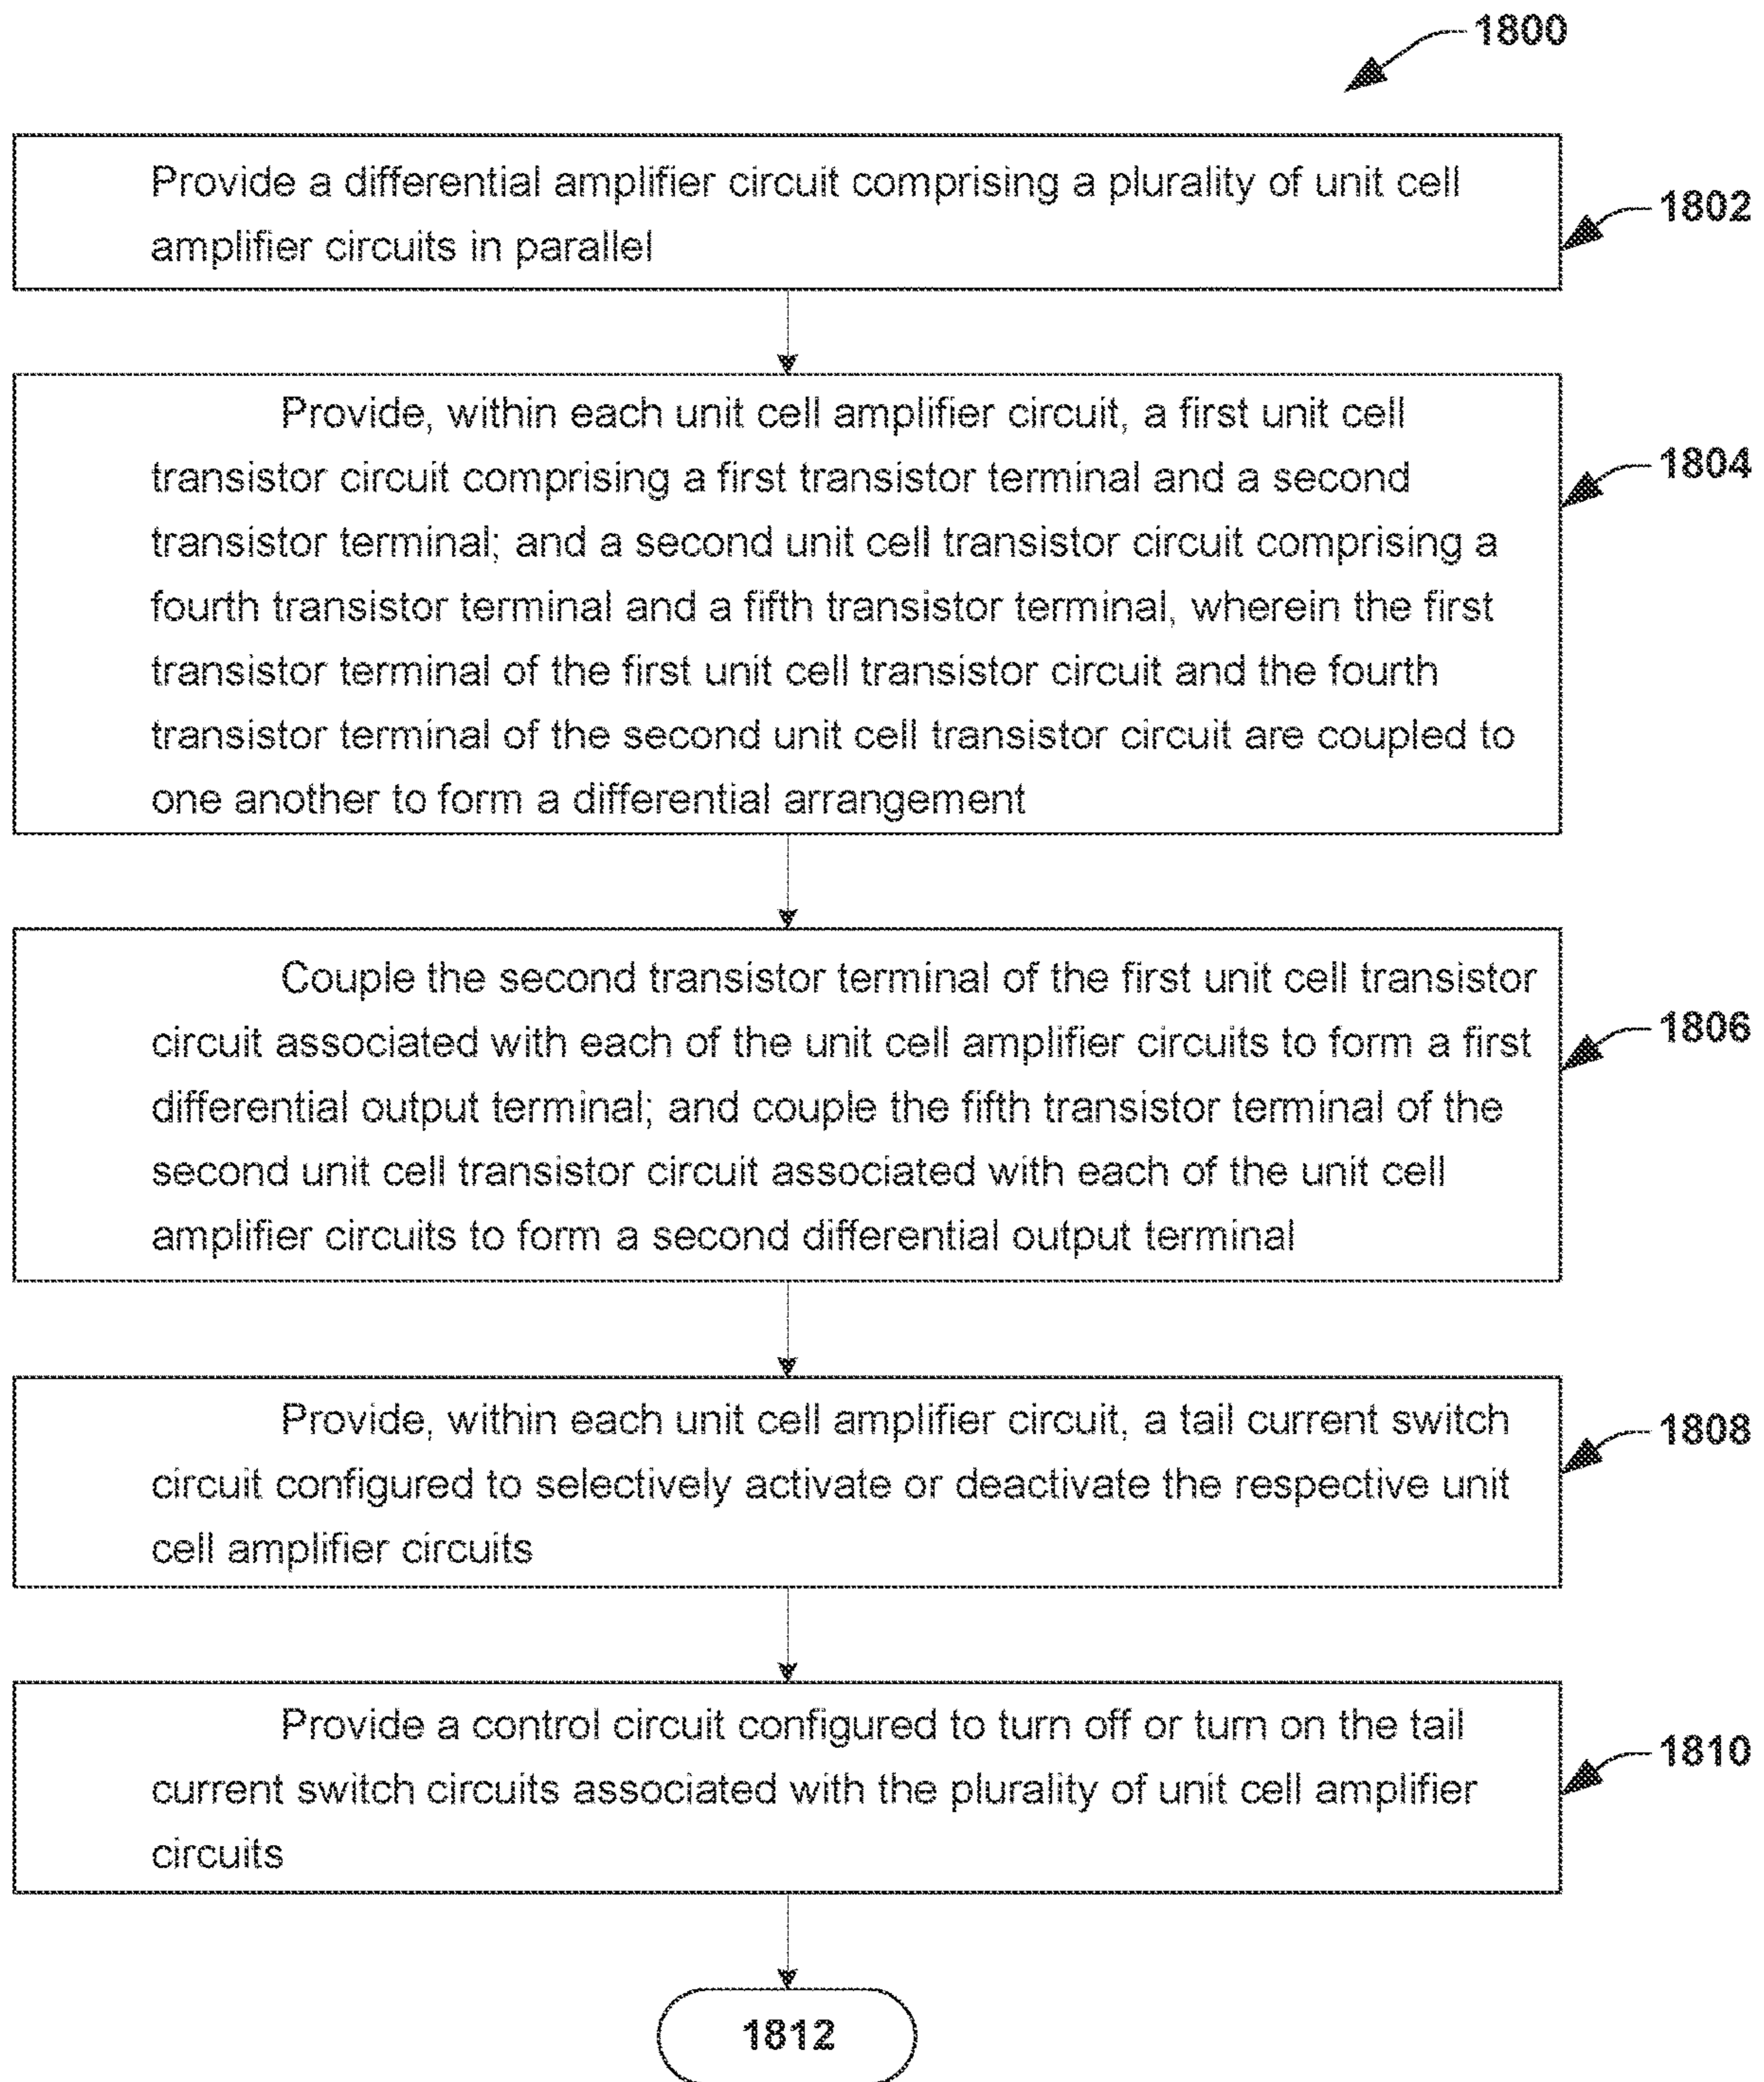 1800
Provide a differential amplifier circuit comprising a plurality of unit cell
amplifier circuits in parallel
1802
Provide, within each unit cell amplifier circuit, a first unit cell
transistor circuit comprising a first transistor terminal and a second
transistor terminal; and a second unit cell transistor circuit comprising a
fourth transistor terminal and a fifth transistor terminal, wherein the first
transistor terminal of the first unit cell transistor circuit and the fourth
transistor terminal of the second unit cell transistor circuit are coupled to
one another to form a differential arrangement
1804
Couple the second transistor terminal of the first unit cell transistor
circuit associated with each of the unit cell amplifier circuits to form a first
differential output terminal; and couple the fifth transistor terminal of the
second unit cell transistor circuit associated with each of the unit cell
amplifier circuits to form a second differential output terminal
1806
Provide, within each unit cell amplifier circuit, a tail current switch
circuit configured to selectively activate or deactivate the respective unit
cell amplifier circuits
1808
Provide a control circuit configured to turn off or turn on the tail
current switch circuits associated with the plurality of unit cell amplifier
circuits
1810
1812